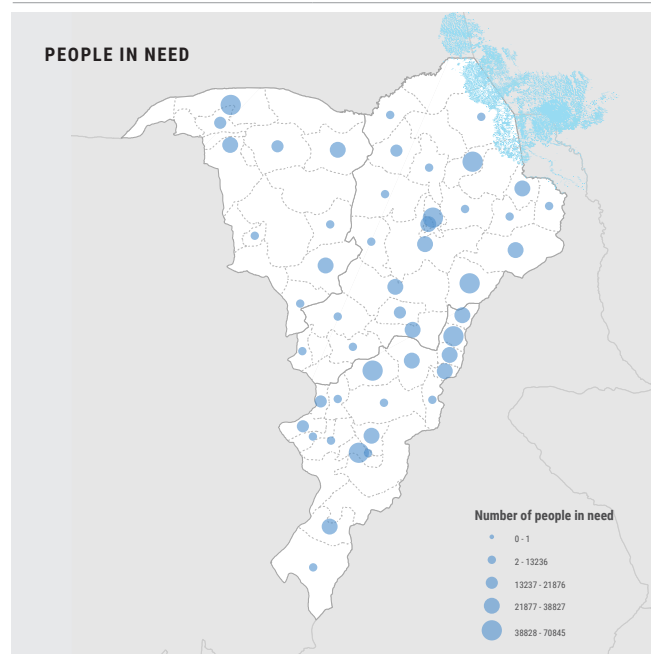 PEOPLE IN NEED
Number of people in need
0 - 1
2 - 13236
13237 - 21876
21877 - 38827
38828 - 70845